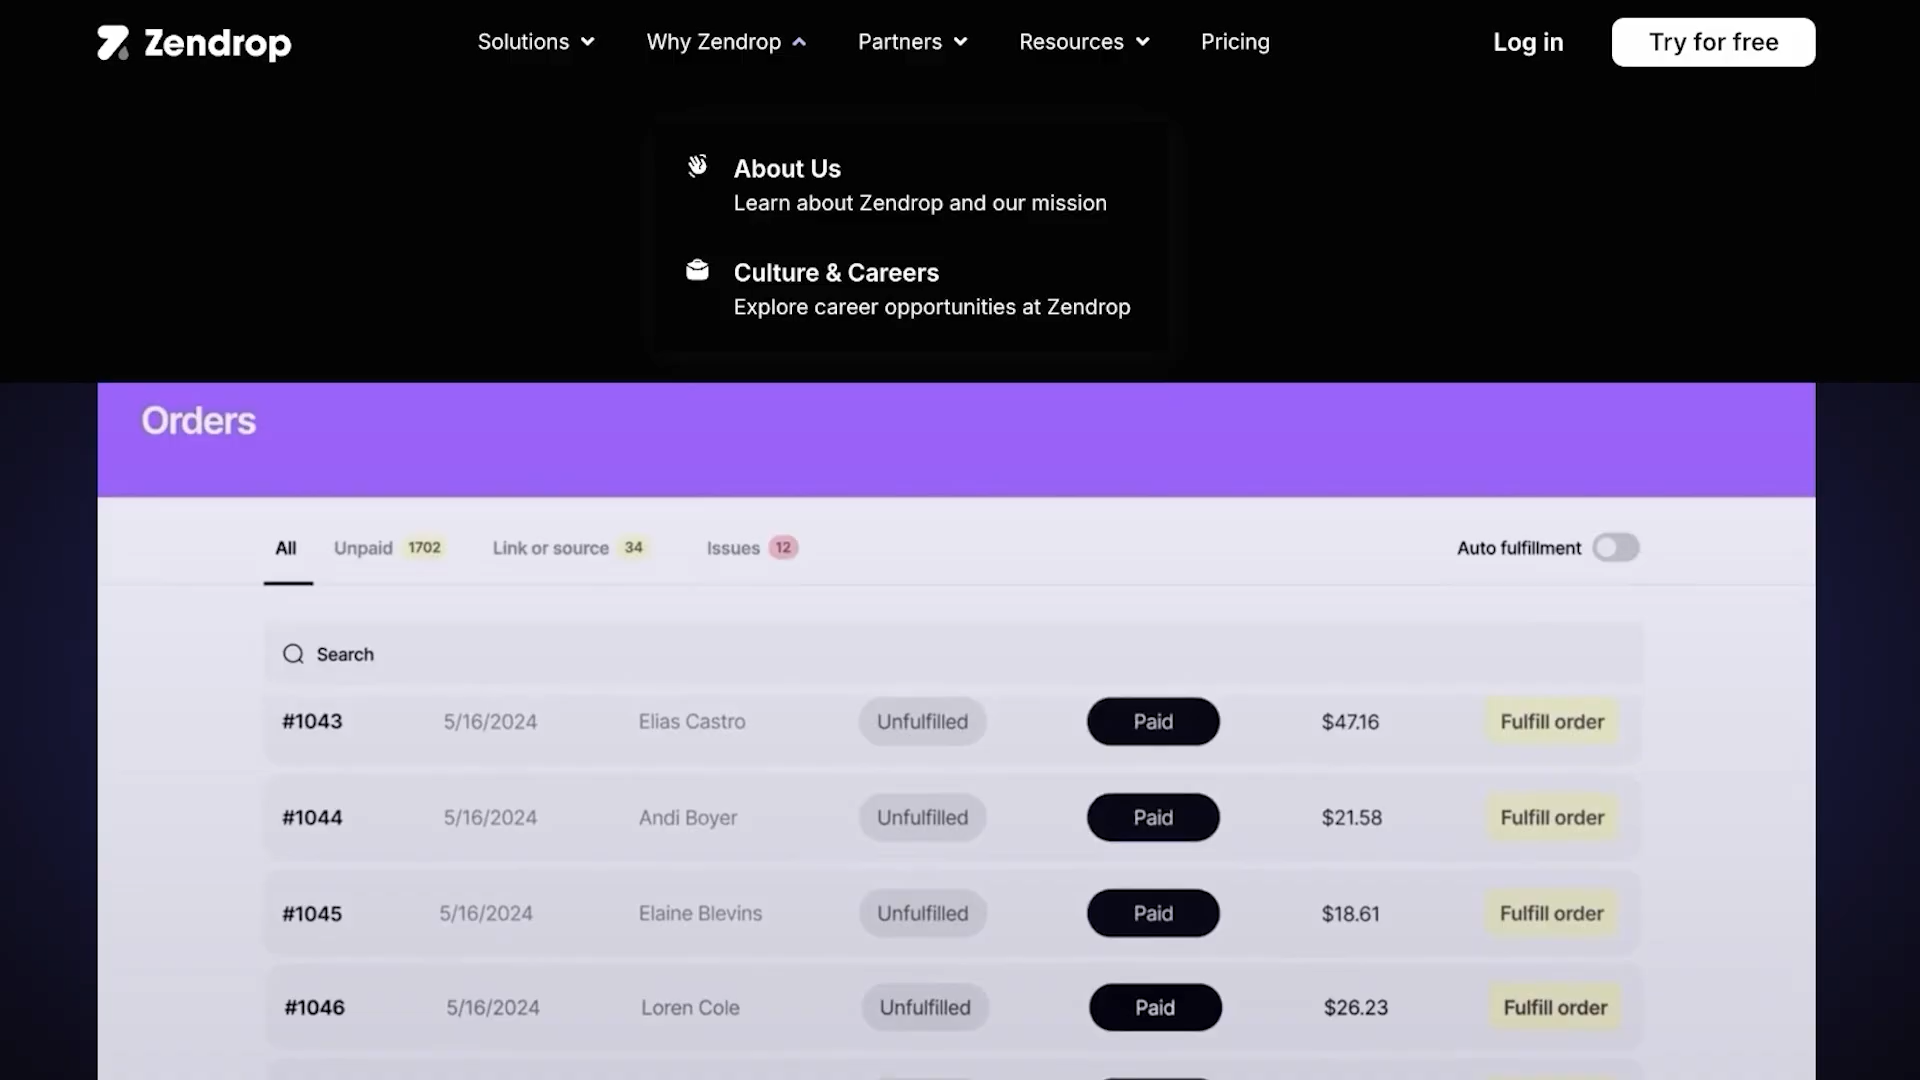 Zendrop
Solutions
Why Zendrop
Partners
Resources
Pricing
Log in
Try for free
About Us
Learn about Zendrop and our mission
Culture & Careers
Explore career opportunities at Zendrop
Orders
All
Unpaid 1702
Link or source 34
Issues 12
Auto fulfillment
Search
#1043 5/16/2024 Elias Castro Unfulfilled Paid $47.16 Fulfill order
#1044 5/16/2024 Andi Boyer Unfulfilled Paid $21.58 Fulfill order
#1045 5/16/2024 Elaine Blevins Unfulfilled Paid $18.61 Fulfill order
#1046 5/16/2024 Loren Cole Unfulfilled Paid $26.23 Fulfill order